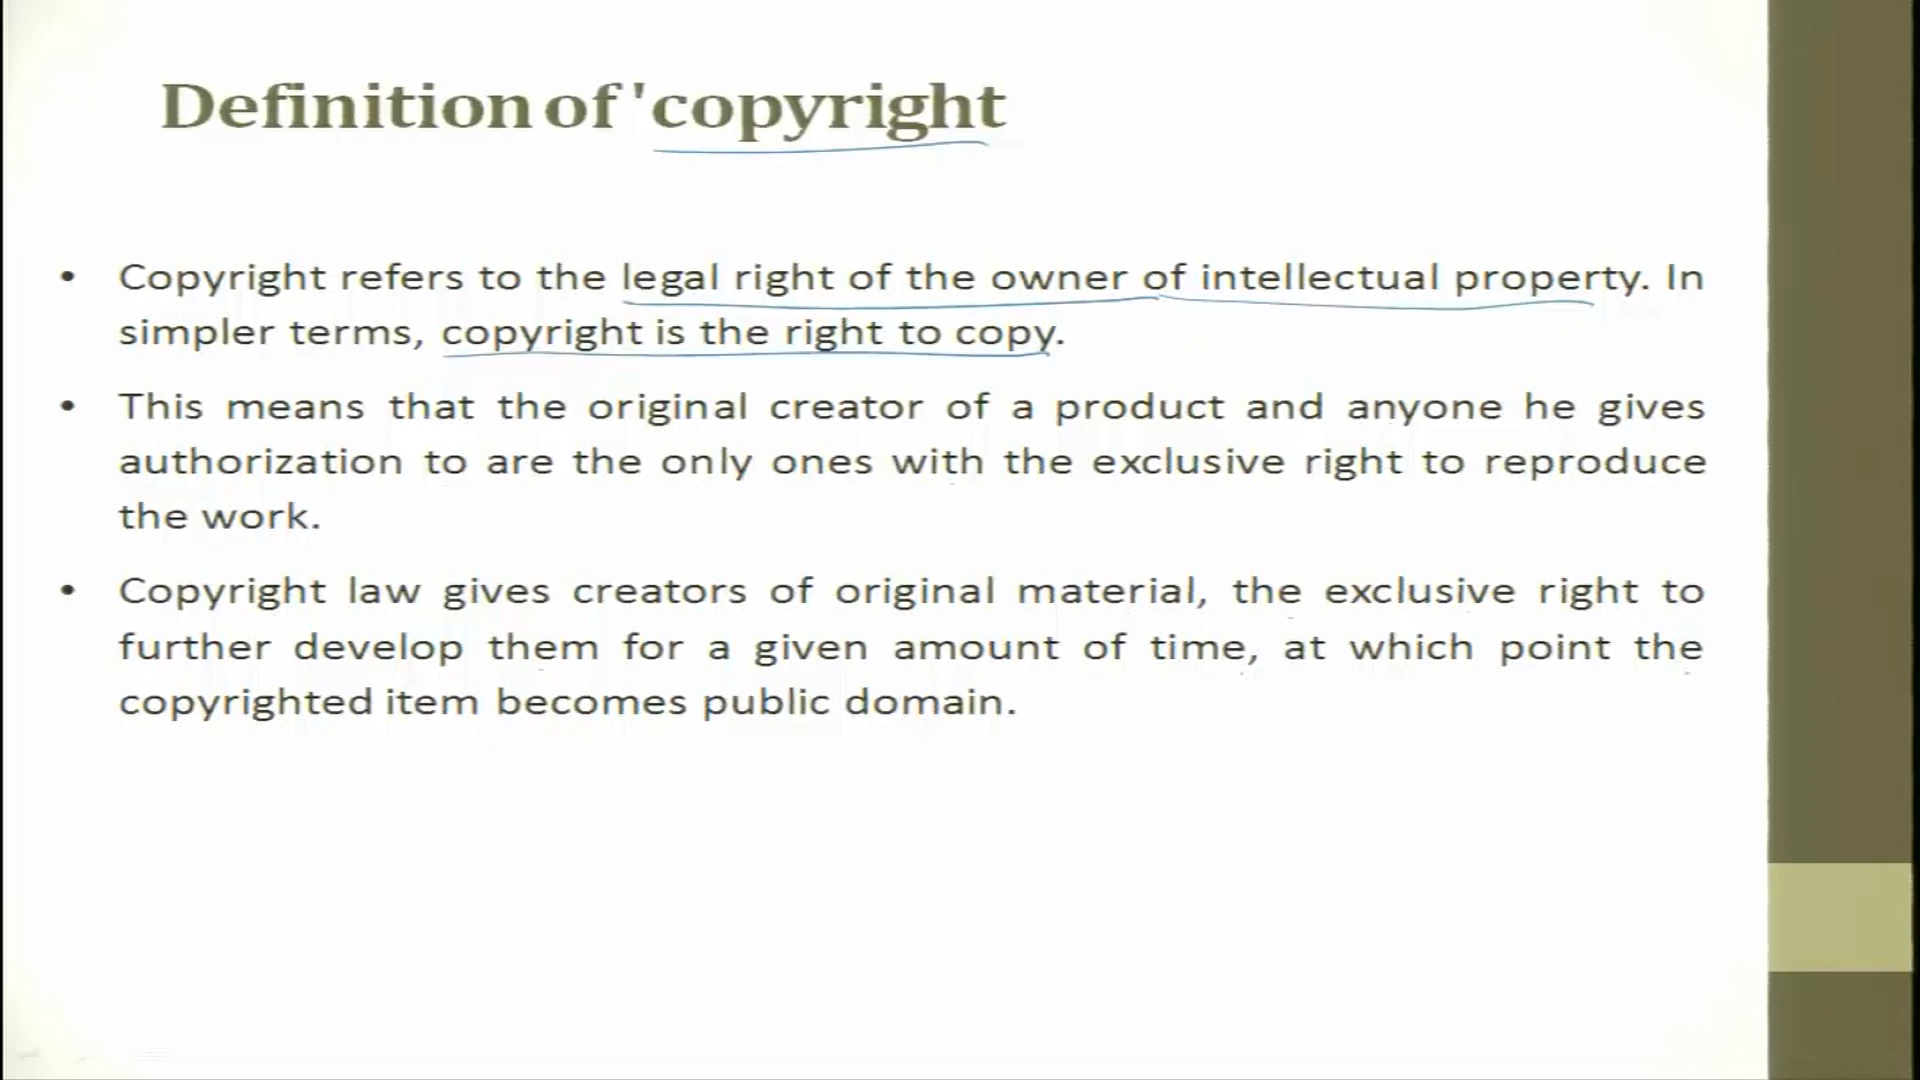 Definition of 'copyright
• Copyright refers to the legal right of the owner of intellectual property. In
simpler terms, copyright is the right to copy.
• This means that the original creator of a product and anyone he gives
authorization to are the only ones with the exclusive right to reproduce
the work.
• Copyright law gives creators of original material, the exclusive right to
further develop them for a given amount of time, at which point the
copyrighted item becomes public domain.